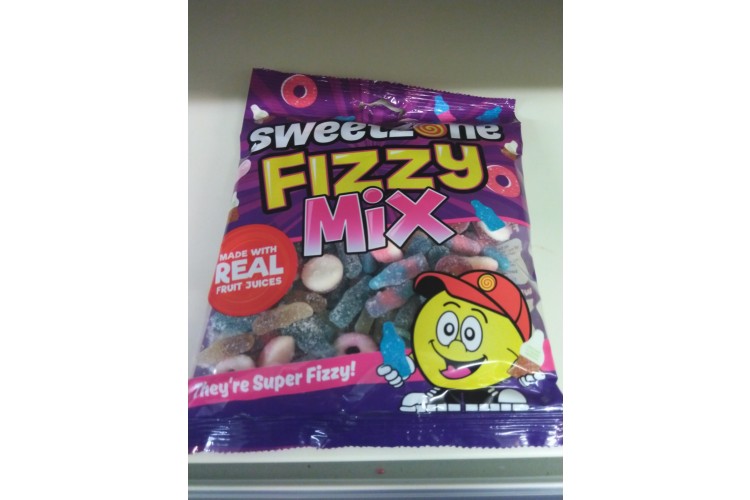 sweetzone
FIZZY
MiX
MADE WITH
REAL
FRUIT JUICES
They're Super Fizzy!